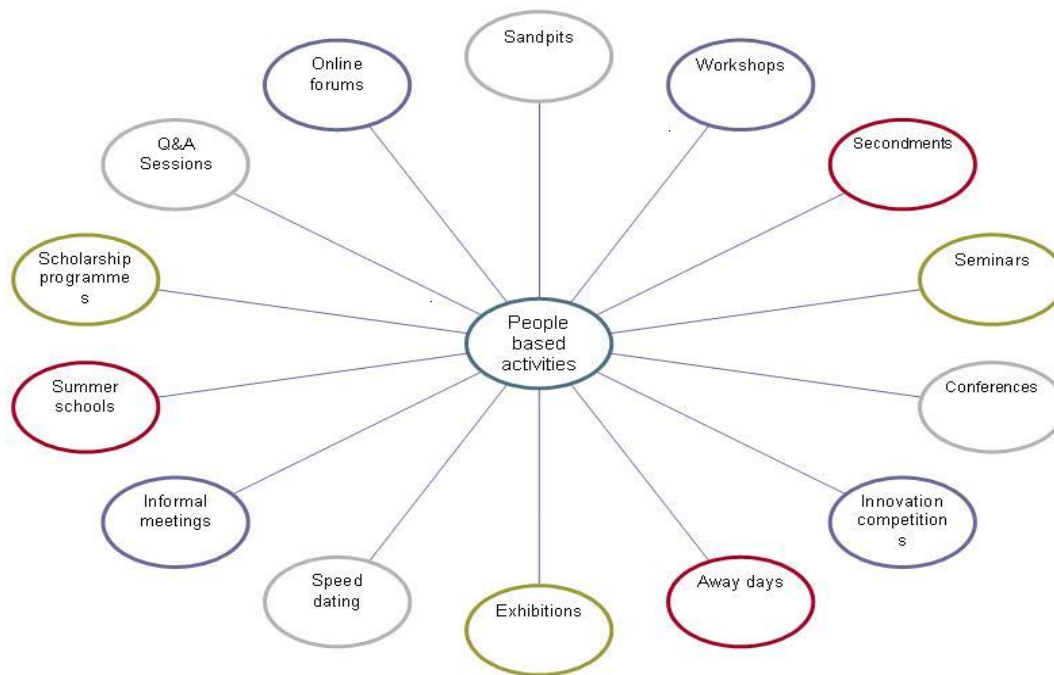 Sandpits
Online
forums
Workshops
Q&A
Sessions
Secondments
Scholarship
programme
s
Seminars
People
based
activities
Summer
schools
Conferences
Informal
meetings
Innovation
competition
s
Speed
dating
Exhibitions
Away days